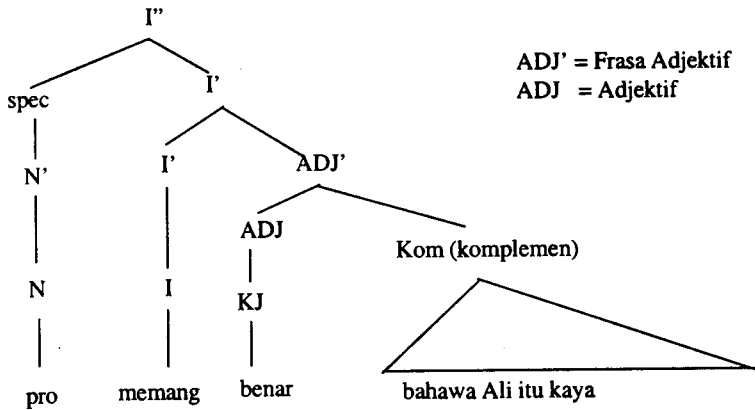 I''
ADJ' = Frasa Adjektif
ADJ = Adjektif
spec I'
N' I' ADJ'
ADJ Kom (komplemen)
N I KJ
pro memang benar bahawa Ali itu kaya